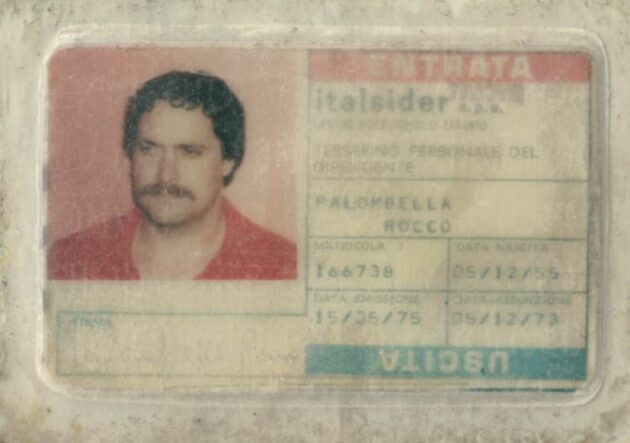 ENTRATA
italsider s.p.a.
CENTRO SIDERURGICO DI TARANTO
TESSERINO PERSONALE DEL
DIPENDENTE
PALOMBELLA
ROCCO
MATRICOLA
DATA NASCITA
166738
05/12/55
DATA EMISSIONE
DATA ASSUNZIONE
15/05/75
05/12/73
FIRMA
USCITA